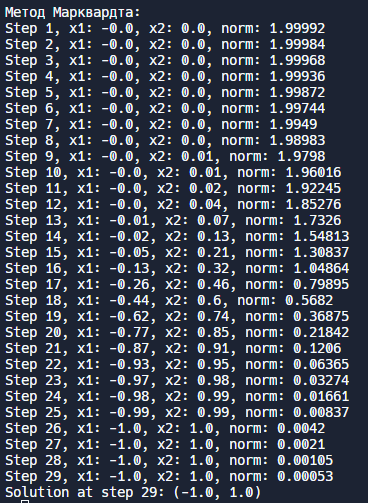 Метод Марквардта:
Step 1, x1: -0.0, x2: 0.0, norm: 1.99992
Step 2, x1: -0.0, x2: 0.0, norm: 1.99984
Step 3, x1: -0.0, x2: 0.0, norm: 1.99968
Step 4, x1: -0.0, x2: 0.0, norm: 1.99936
Step 5, x1: -0.0, x2: 0.0, norm: 1.99872
Step 6, x1: -0.0, x2: 0.0, norm: 1.99744
Step 7, x1: -0.0, x2: 0.0, norm: 1.9949
Step 8, x1: -0.0, x2: 0.0, norm: 1.98983
Step 9, x1: -0.0, x2: 0.01, norm: 1.9798
Step 10, x1: -0.0, x2: 0.01, norm: 1.96016
Step 11, x1: -0.0, x2: 0.02, norm: 1.92245
Step 12, x1: -0.0, x2: 0.04, norm: 1.85276
Step 13, x1: -0.01, x2: 0.07, norm: 1.7326
Step 14, x1: -0.02, x2: 0.13, norm: 1.54813
Step 15, x1: -0.05, x2: 0.21, norm: 1.30837
Step 16, x1: -0.13, x2: 0.32, norm: 1.04864
Step 17, x1: -0.26, x2: 0.46, norm: 0.79895
Step 18, x1: -0.44, x2: 0.6, norm: 0.5682
Step 19, x1: -0.62, x2: 0.74, norm: 0.36875
Step 20, x1: -0.77, x2: 0.85, norm: 0.21842
Step 21, x1: -0.87, x2: 0.91, norm: 0.1206
Step 22, x1: -0.93, x2: 0.95, norm: 0.06365
Step 23, x1: -0.97, x2: 0.98, norm: 0.03274
Step 24, x1: -0.98, x2: 0.99, norm: 0.01661
Step 25, x1: -0.99, x2: 0.99, norm: 0.00837
Step 26, x1: -1.0, x2: 1.0, norm: 0.0042
Step 27, x1: -1.0, x2: 1.0, norm: 0.0021
Step 28, x1: -1.0, x2: 1.0, norm: 0.00105
Step 29, x1: -1.0, x2: 1.0, norm: 0.00053
Solution at step 29: (-1.0, 1.0)